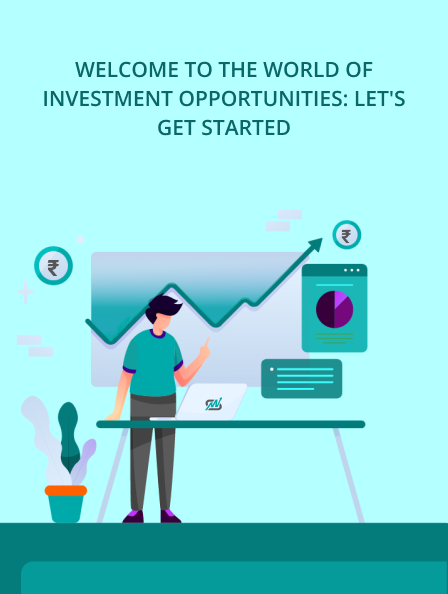 WELCOME TO THE WORLD OF
INVESTMENT OPPORTUNITIES: LET'S
GET STARTED
₹
₹